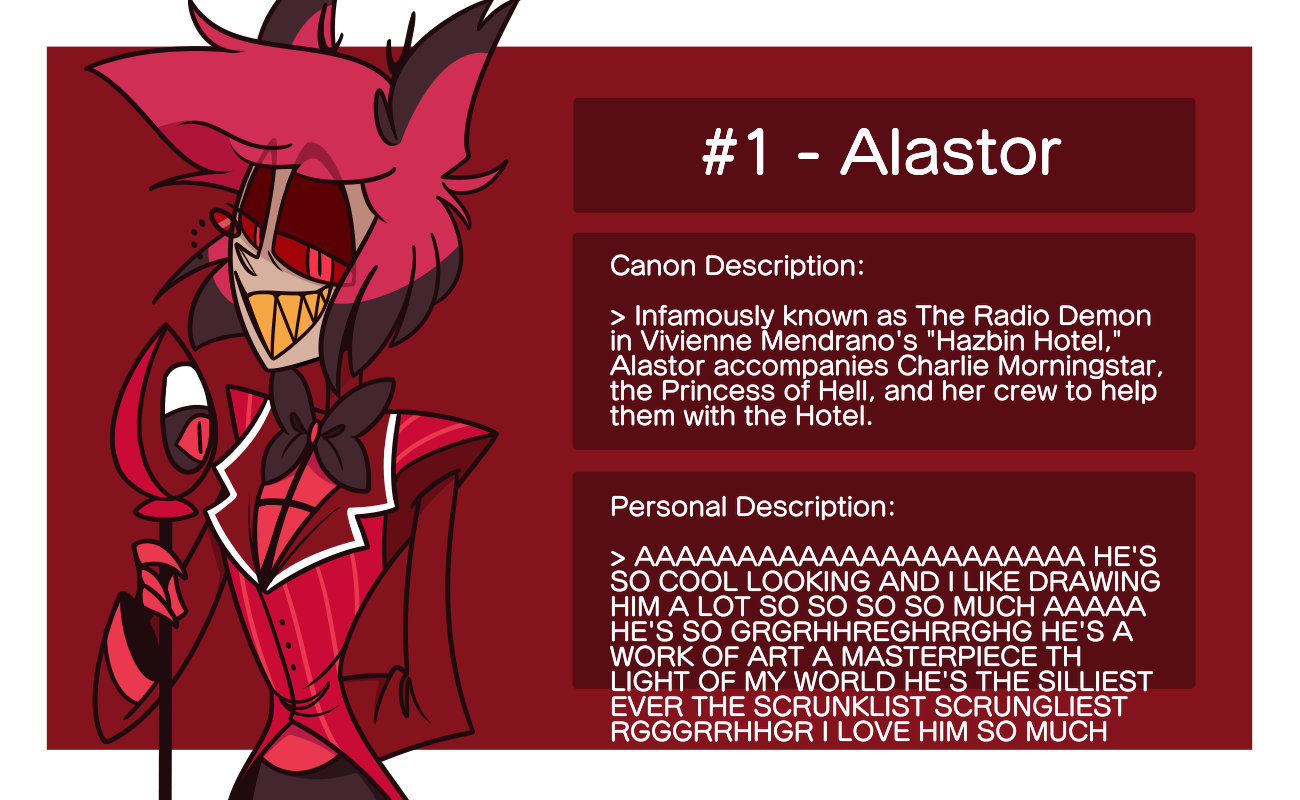 #1 - Alastor
Canon Description:
> Infamously known as The Radio Demon
in Vivienne Mendrano's "Hazbin Hotel,"
Alastor accompanies Charlie Morningstar,
the Princess of Hell, and her crew to help
them with the Hotel.
Personal Description:
> AAAAAAAAAAAAAAAAAAAAAA HE'S
SO COOL LOOKING AND I LIKE DRAWING
HIM A LOT SO SO SO SO MUCH AAAAA
HE'S SO GRGRHHREGHRRGHG HE'S A
WORK OF ART A MASTERPIECE TH
LIGHT OF MY WORLD HE'S THE SILLIEST
EVER THE SCRUNKLIST SCRUNGLIEST
RGGGRRHHGR I LOVE HIM SO MUCH